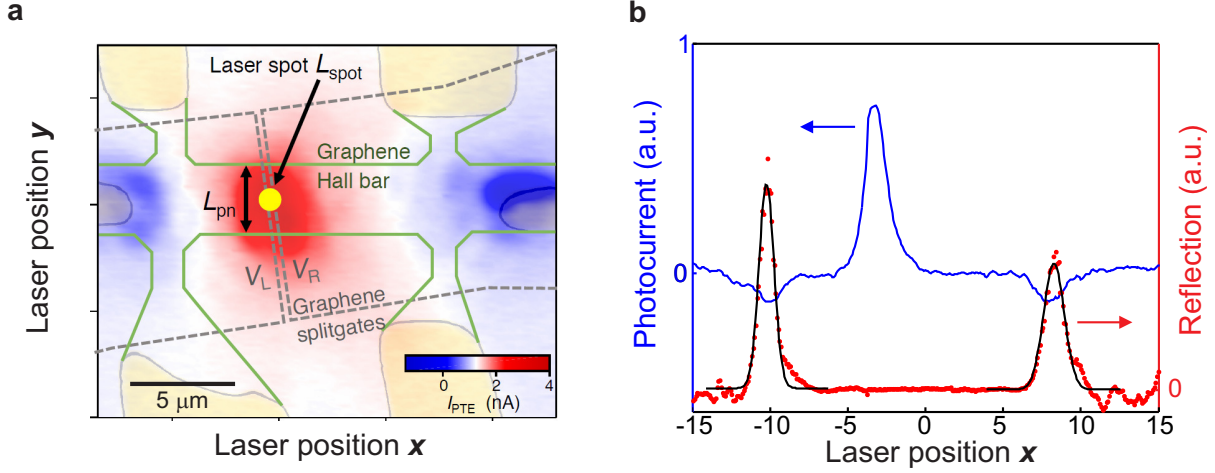 a
Laser spot L_spot
Graphene
Hall bar
L_pn
V_L
V_R
Graphene
splitgates
5 μm
0
2
4
I_PTE (nA)
Laser position y
Laser position x
b
1
0
Photocurrent (a.u.)
Reflection (a.u.)
0
-15
-10
-5
0
5
10
15
Laser position x